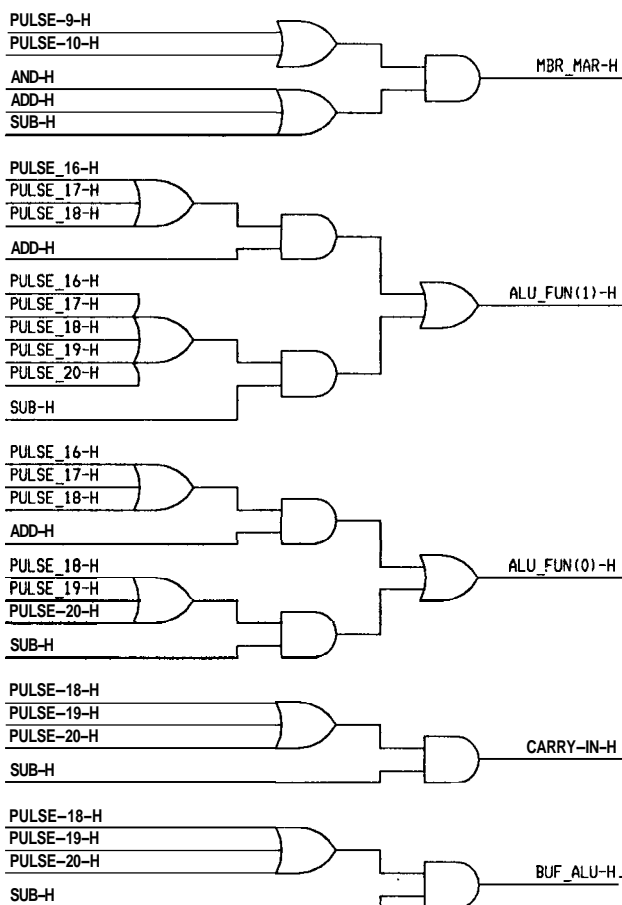 PULSE-9-H
PULSE-10-H
AND-H
ADD-H
SUB-H
MBR_MAR-H
PULSE_16-H
PULSE_17-H
PULSE_18-H
ADD-H
PULSE_16-H
PULSE_17-H
PULSE_18-H
PULSE_19-H
PULSE_20-H
SUB-H
ALU_FUN(1)-H
PULSE_16-H
PULSE_17-H
PULSE_18-H
ADD-H
PULSE_18-H
PULSE_19-H
PULSE-20-H
SUB-H
ALU_FUN(0)-H
PULSE-18-H
PULSE-19-H
PULSE-20-H
SUB-H
CARRY-IN-H
PULSE-18-H
PULSE-19-H
PULSE-20-H
SUB-H
BUF_ALU-H